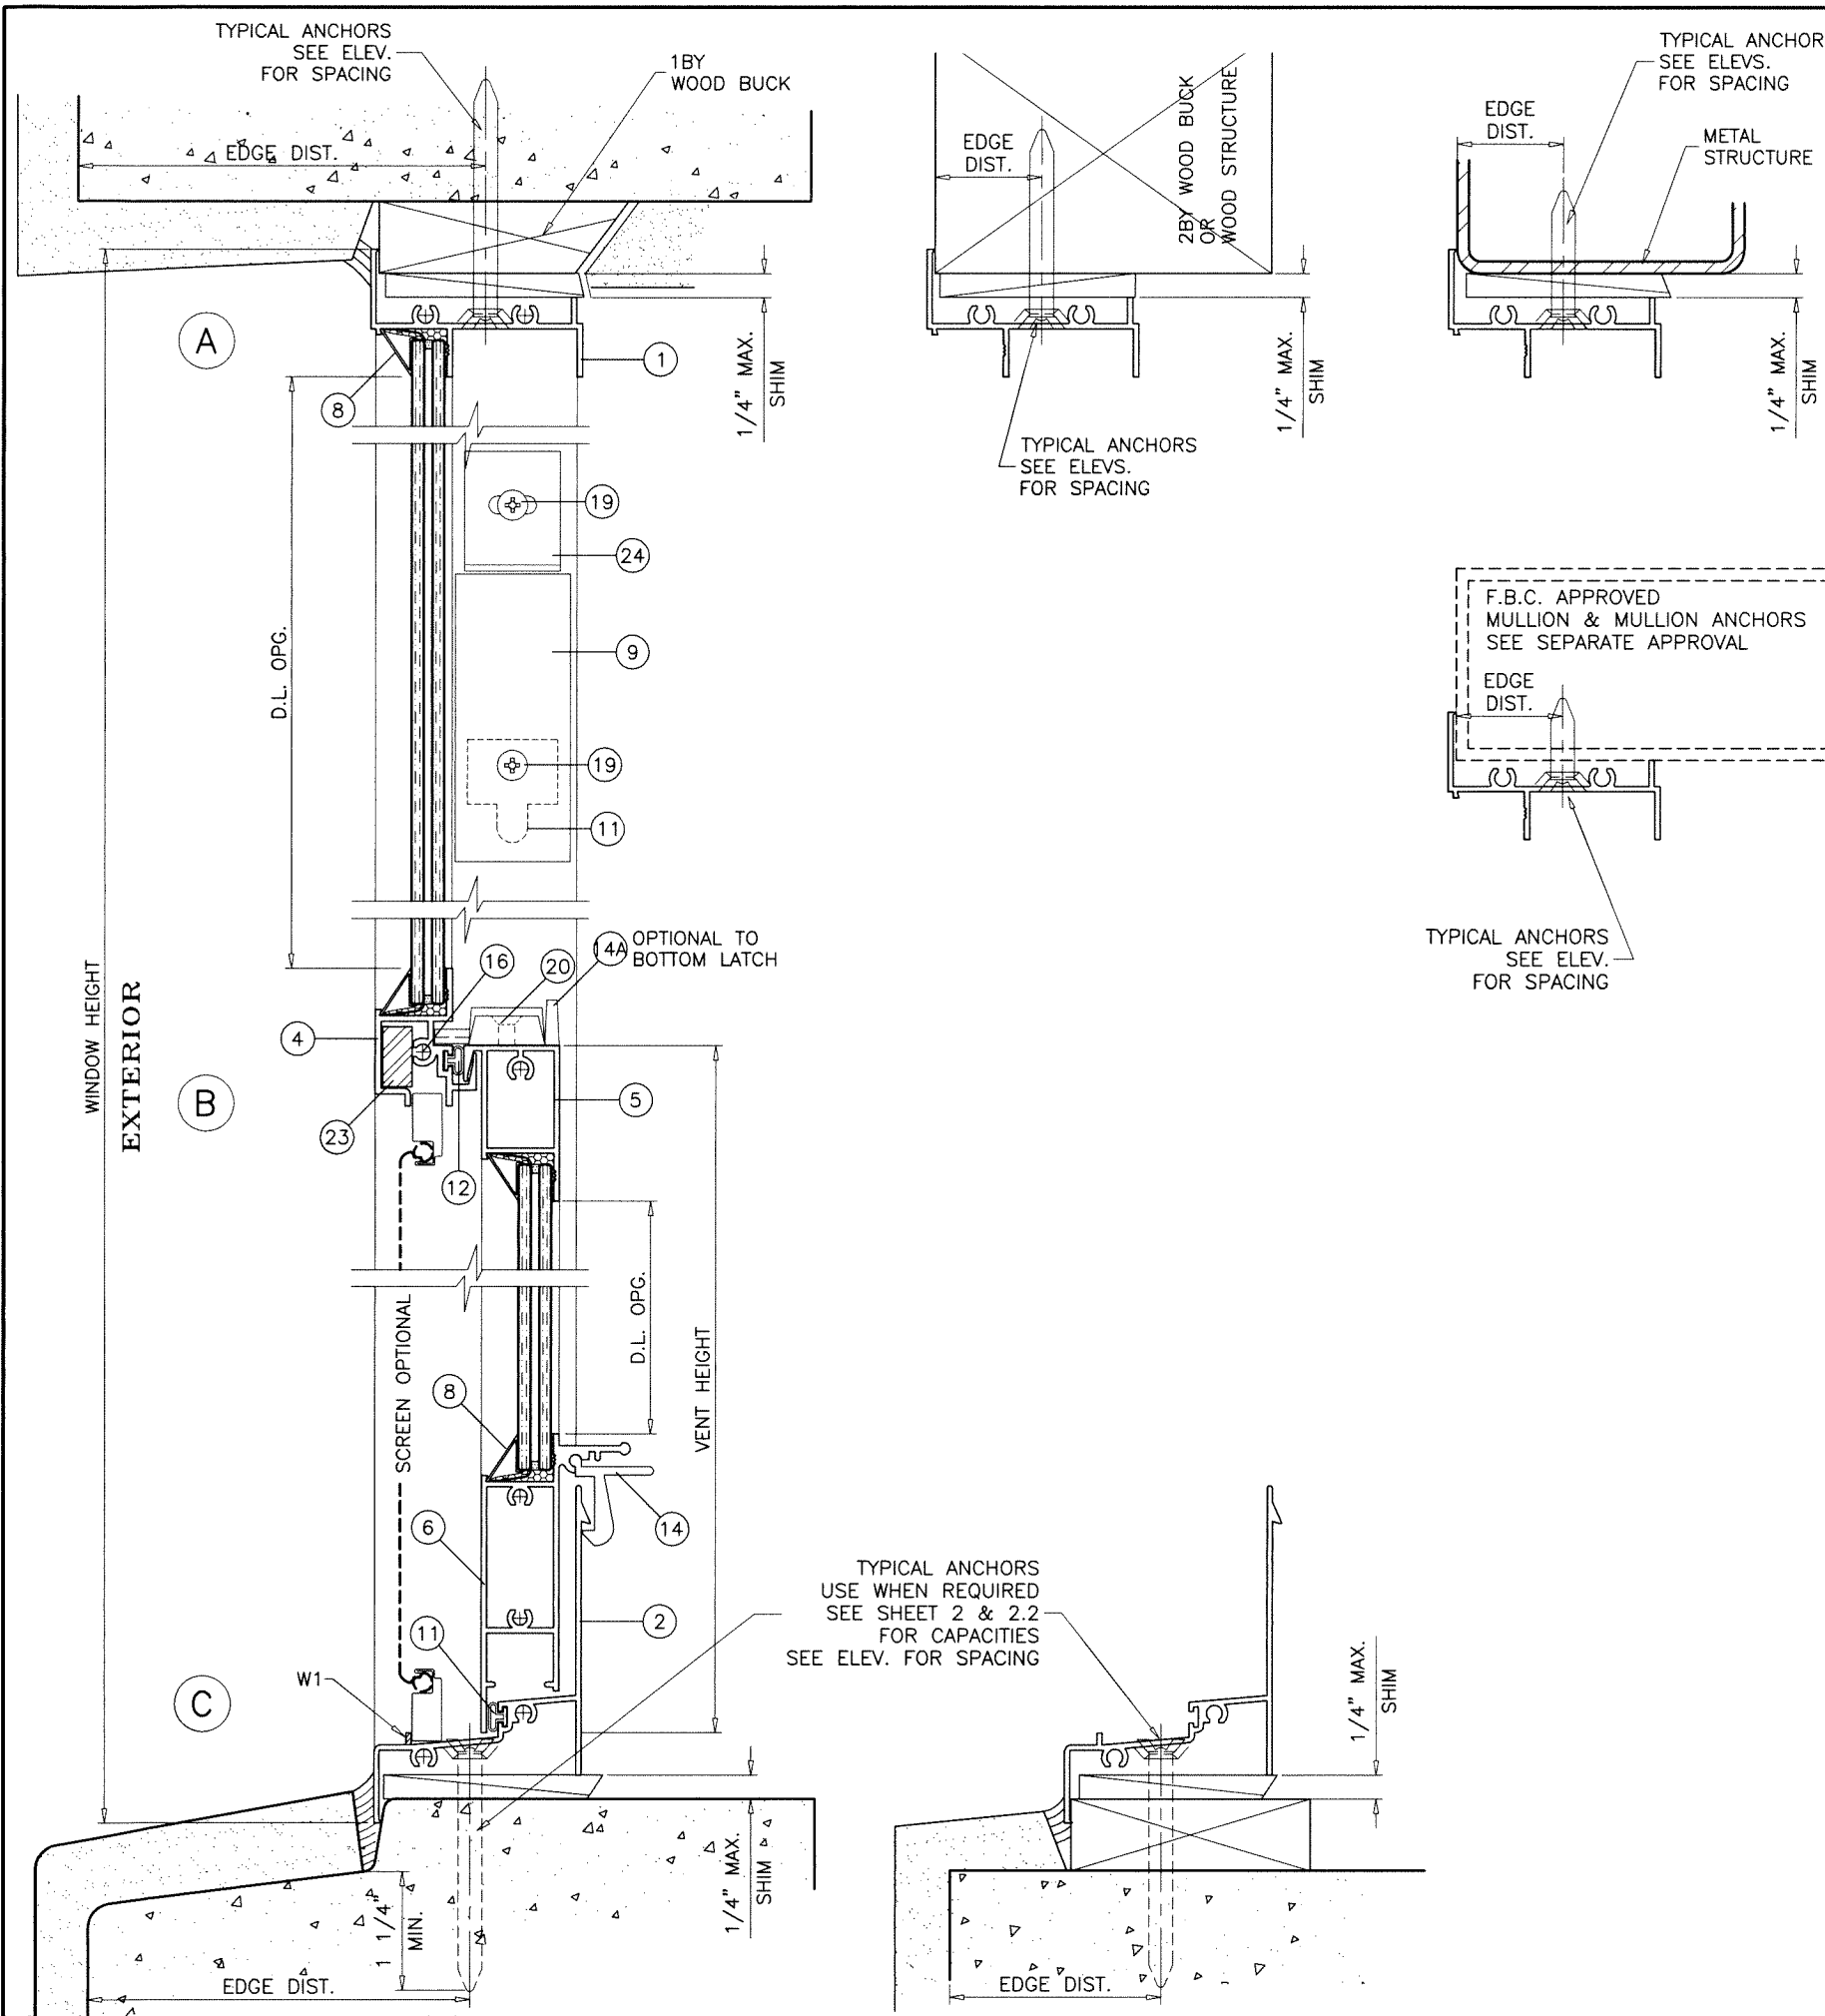 TYPICAL ANCHORS
SEE ELEV.
FOR SPACING
1BY
WOOD BUCK
EDGE DIST.
A
1
8
1/4" MAX.
SHIM
EDGE
DIST.
2BY WOOD BUCK
OR
WOOD STRUCTURE
1/4" MAX.
SHIM
TYPICAL ANCHORS
SEE ELEVS.
FOR SPACING
TYPICAL ANCHOR
SEE ELEVS.
FOR SPACING
EDGE
DIST.
METAL
STRUCTURE
1/4" MAX.
SHIM
19
24
9
D.L. OPG.
19
11
F.B.C. APPROVED
MULLION & MULLION ANCHORS
SEE SEPARATE APPROVAL
EDGE
DIST.
TYPICAL ANCHORS
SEE ELEV.
FOR SPACING
WINDOW HEIGHT
EXTERIOR
16
20
14A
OPTIONAL TO
BOTTOM LATCH
4
B
5
23
12
SCREEN OPTIONAL
D.L. OPG.
VENT HEIGHT
8
14
6
2
11
W1
C
TYPICAL ANCHORS
USE WHEN REQUIRED
SEE SHEET 2 & 2.2
FOR CAPACITIES
SEE ELEV. FOR SPACING
1/4" MAX.
SHIM
1 1/4"
MIN.
EDGE DIST.
1/4" MAX.
SHIM
EDGE DIST.